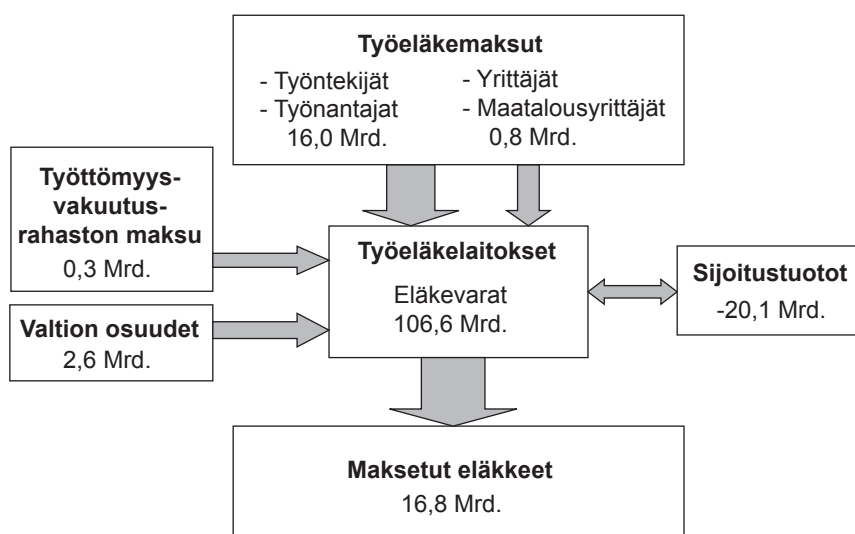 Työeläkemaksut
- Työntekijät
- Työnantajat
16,0 Mrd.
- Yrittäjät
- Maatalousyrittäjät
0,8 Mrd.
Työttömyys-
vakuutus-
rahaston maksu
0,3 Mrd.
Valtion osuudet
2,6 Mrd.
Työeläkelaitokset
Eläkevarat
106,6 Mrd.
Sijoitustuotot
-20,1 Mrd.
Maksetut eläkkeet
16,8 Mrd.